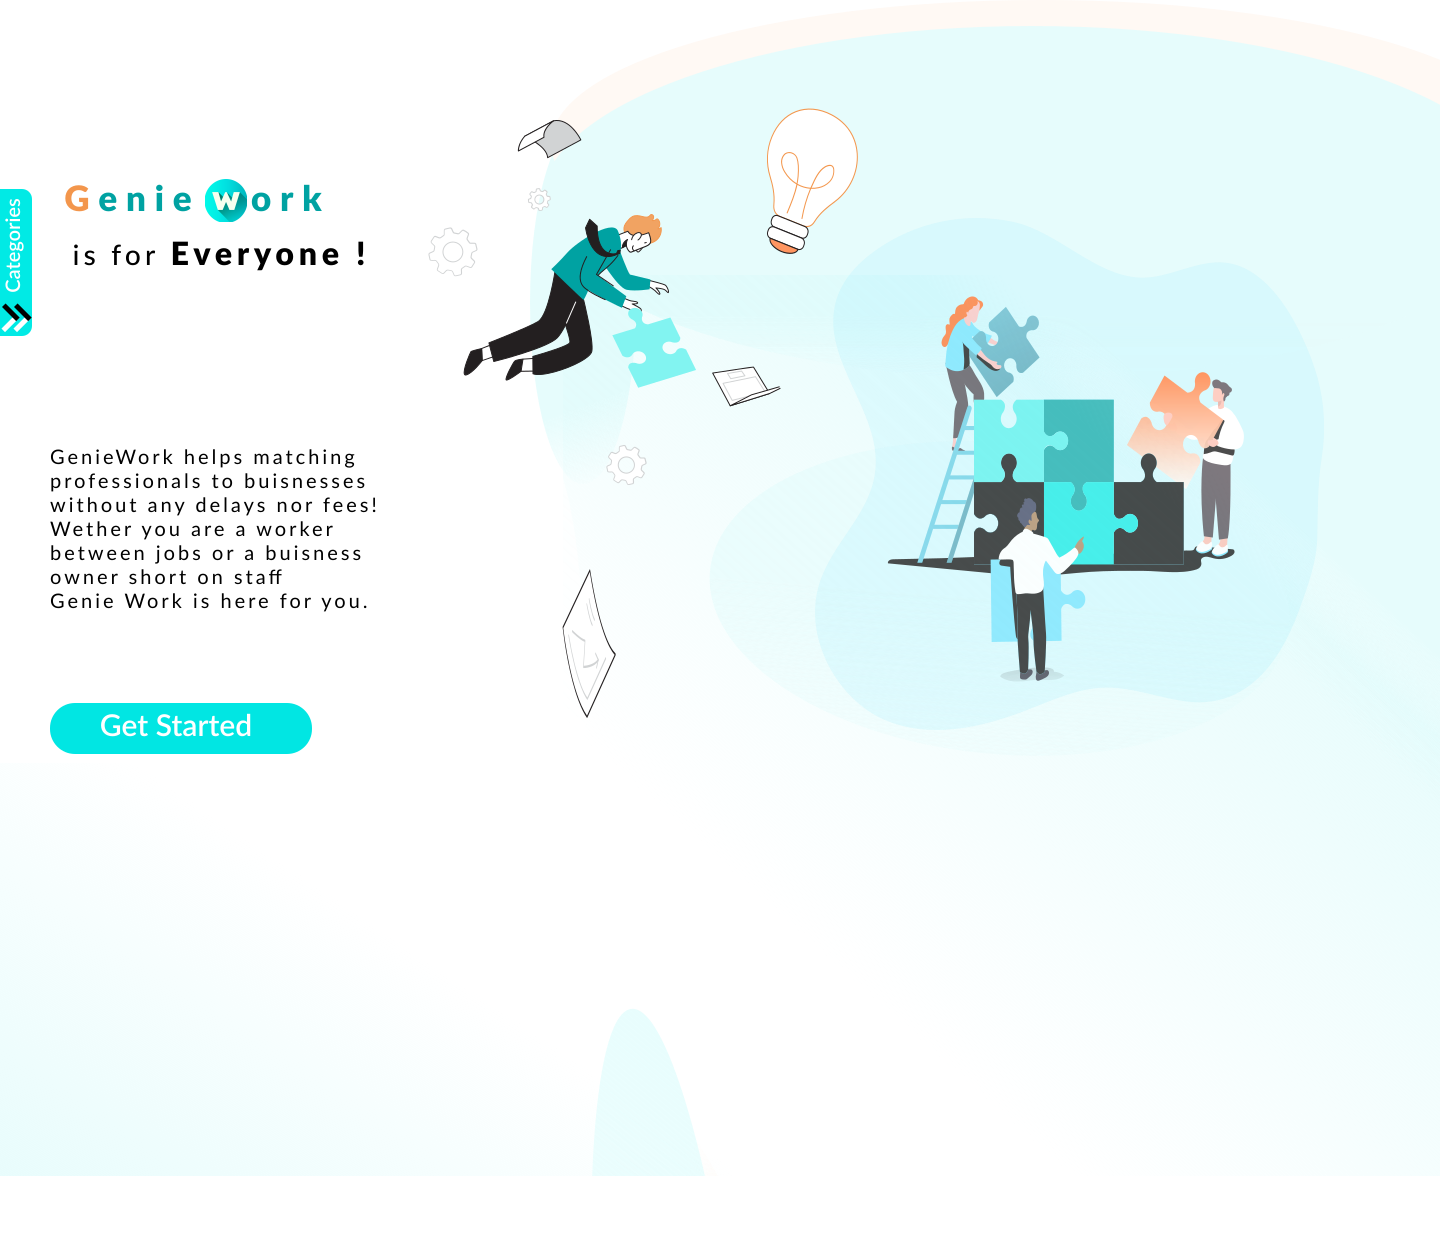 Genie work
is for Everyone !
Categories
GenieWork helps matching
professionals to buisnesses
without any delays nor fees!
Wether you are a worker
between jobs or a buisness
owner short on staff
Genie Work is here for you.
Get Started